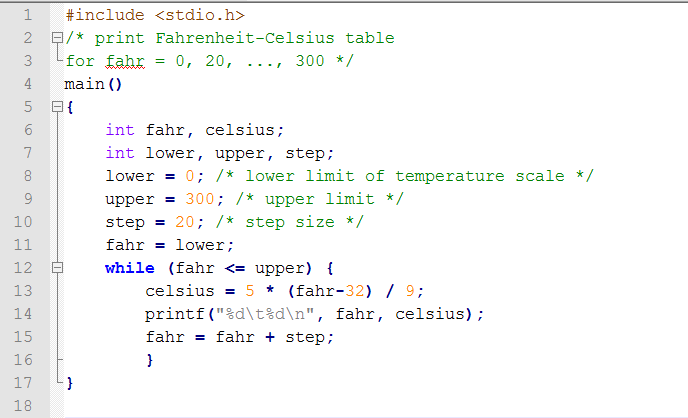 1 #include <stdio.h>
2 /* print Fahrenheit-Celsius table
3 for fahr = 0, 20, ..., 300 */
4 main()
5 {
6 int fahr, celsius;
7 int lower, upper, step;
8 lower = 0; /* lower limit of temperature scale */
9 upper = 300; /* upper limit */
10 step = 20; /* step size */
11 fahr = lower;
12 while (fahr <= upper) {
13 celsius = 5 * (fahr-32) / 9;
14 printf("%d\t%d\n", fahr, celsius);
15 fahr = fahr + step;
16 }
17 }
18